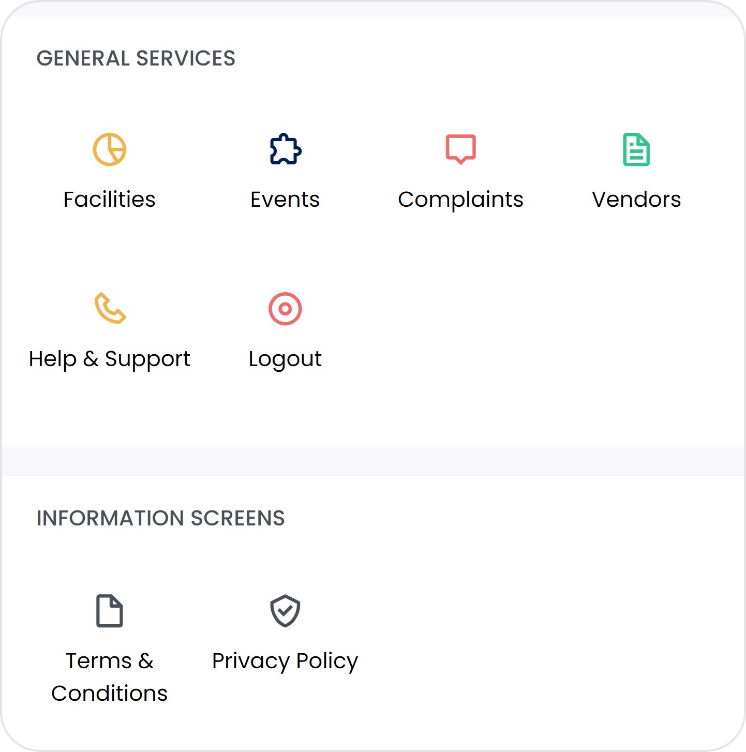 GENERAL SERVICES
Facilities
Events
Complaints
Vendors
Help & Support
Logout
INFORMATION SCREENS
Terms &
Conditions
Privacy Policy